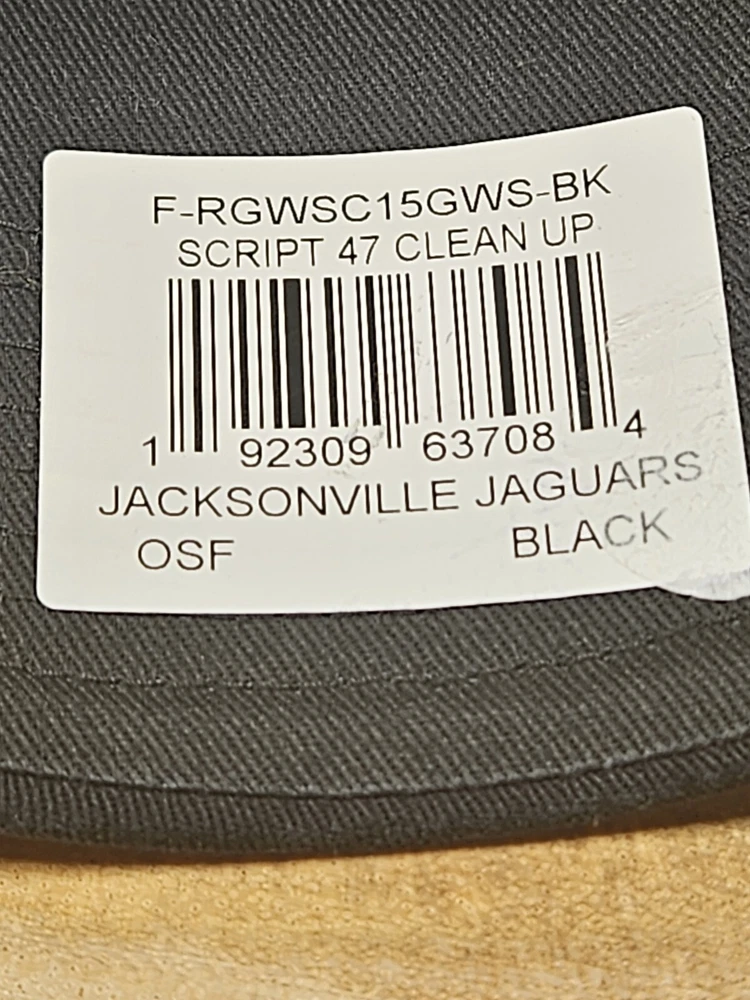 F-RGWSC15GWS-BK
SCRIPT 47 CLEAN UP
1 92309 63708 4
JACKSONVILLE JAGUARS
OSF BLACK